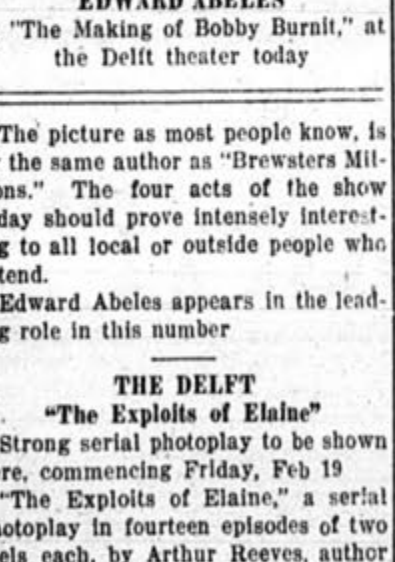 EDWARD ABELES
"The Making of Bobby Burnit," at
the Delft theater today
The picture as most people know, is
the same author as "Brewsters Mil-
ons." The four acts of the show
day should prove intensely interest-
g to all local or outside people who
tend.
Edward Abeles appears in the lead-
g role in this number
THE DELFT
"The Exploits of Elaine"
Strong serial photoplay to be shown
re, commencing Friday, Feb 19
"The Exploits of Elaine," a serial
otoplay in fourteen episodes of two
els each, by Arthur Reeves, author